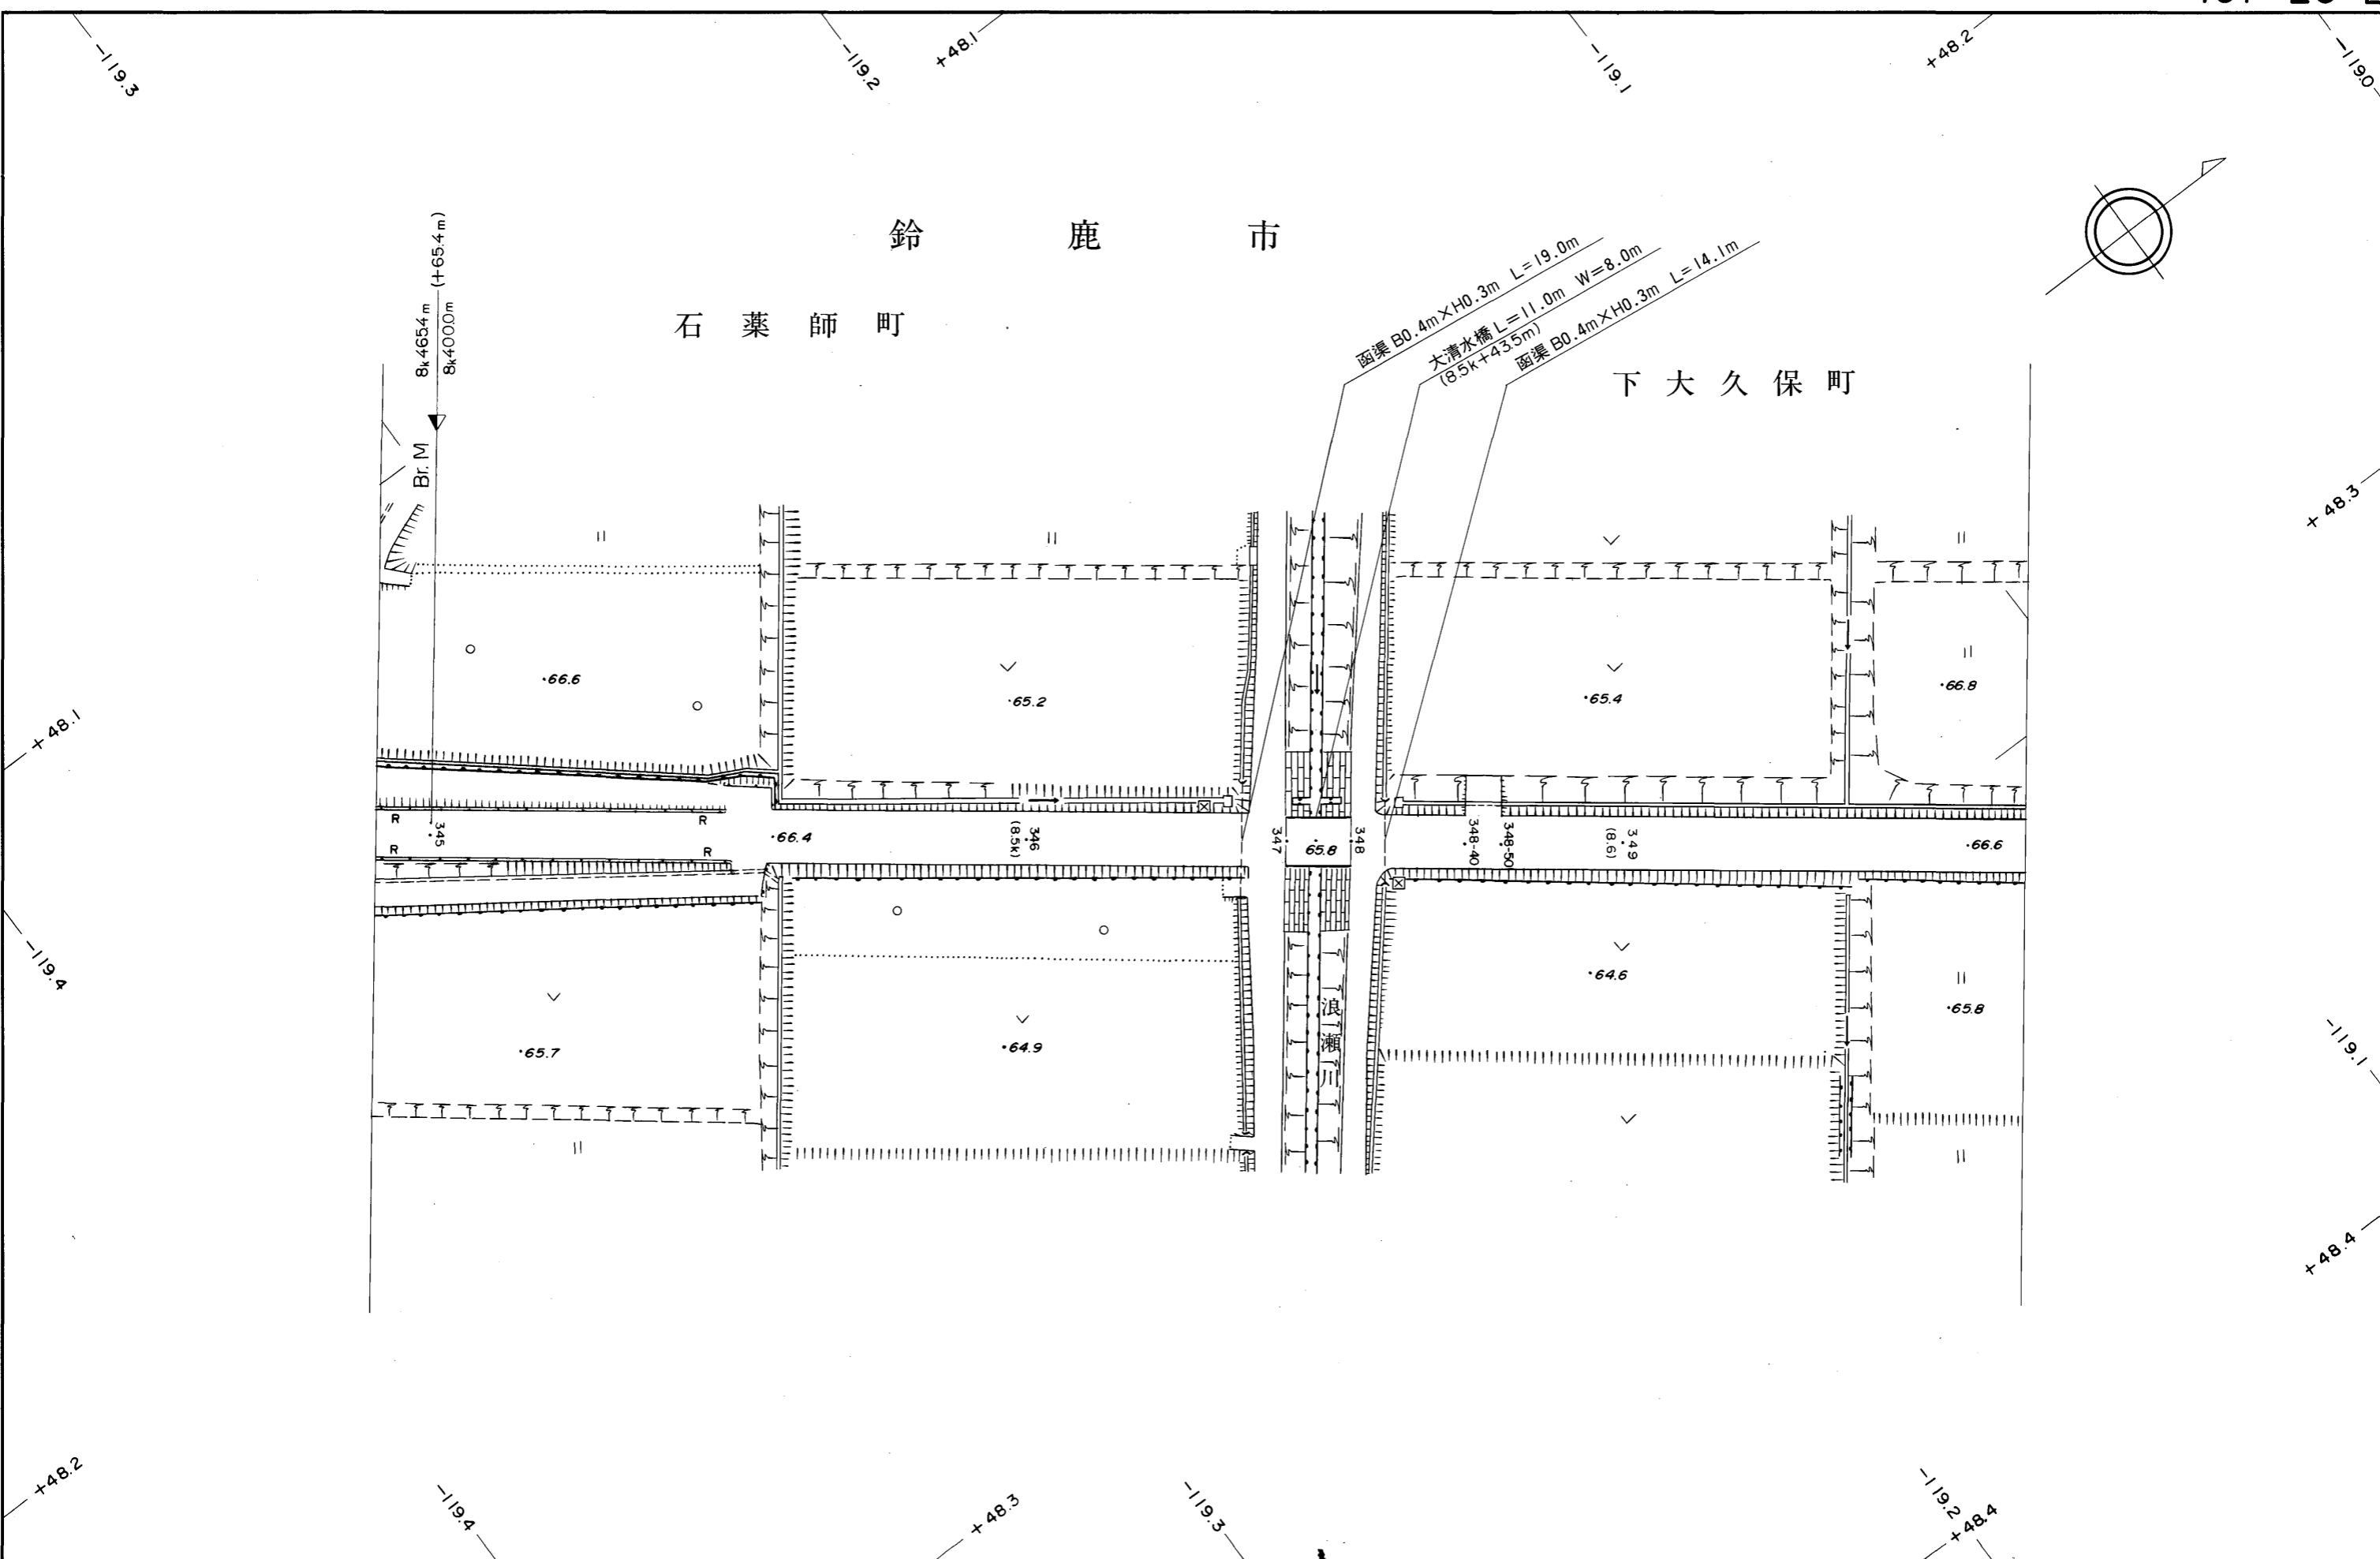 -119.3
-119.2
+48.1
-119.1
+48.2
-119.0
鈴鹿市
石薬師町
下大久保町
(+65.4m)
8k465.4m
8k400.0m
Br. M
函渠 B0.4m×H0.3m L=19.0m
大清水橋 L=11.0m W=8.0m
(8.5k+43.5m)
函渠 B0.4m×H0.3m L=14.1m
+48.3
+48.1
・66.6
・65.2
・65.4
・66.8
R
R
R
R
345
・66.4
346
(8.5k)
347
65.8
348
348-40
348-50
349
(8.6)
・66.6
-119.4
・65.7
・64.9
浪瀬川
・64.6
・65.8
-119.1
+48.4
+48.2
-119.4
+48.3
-119.3
-119.2
+48.4